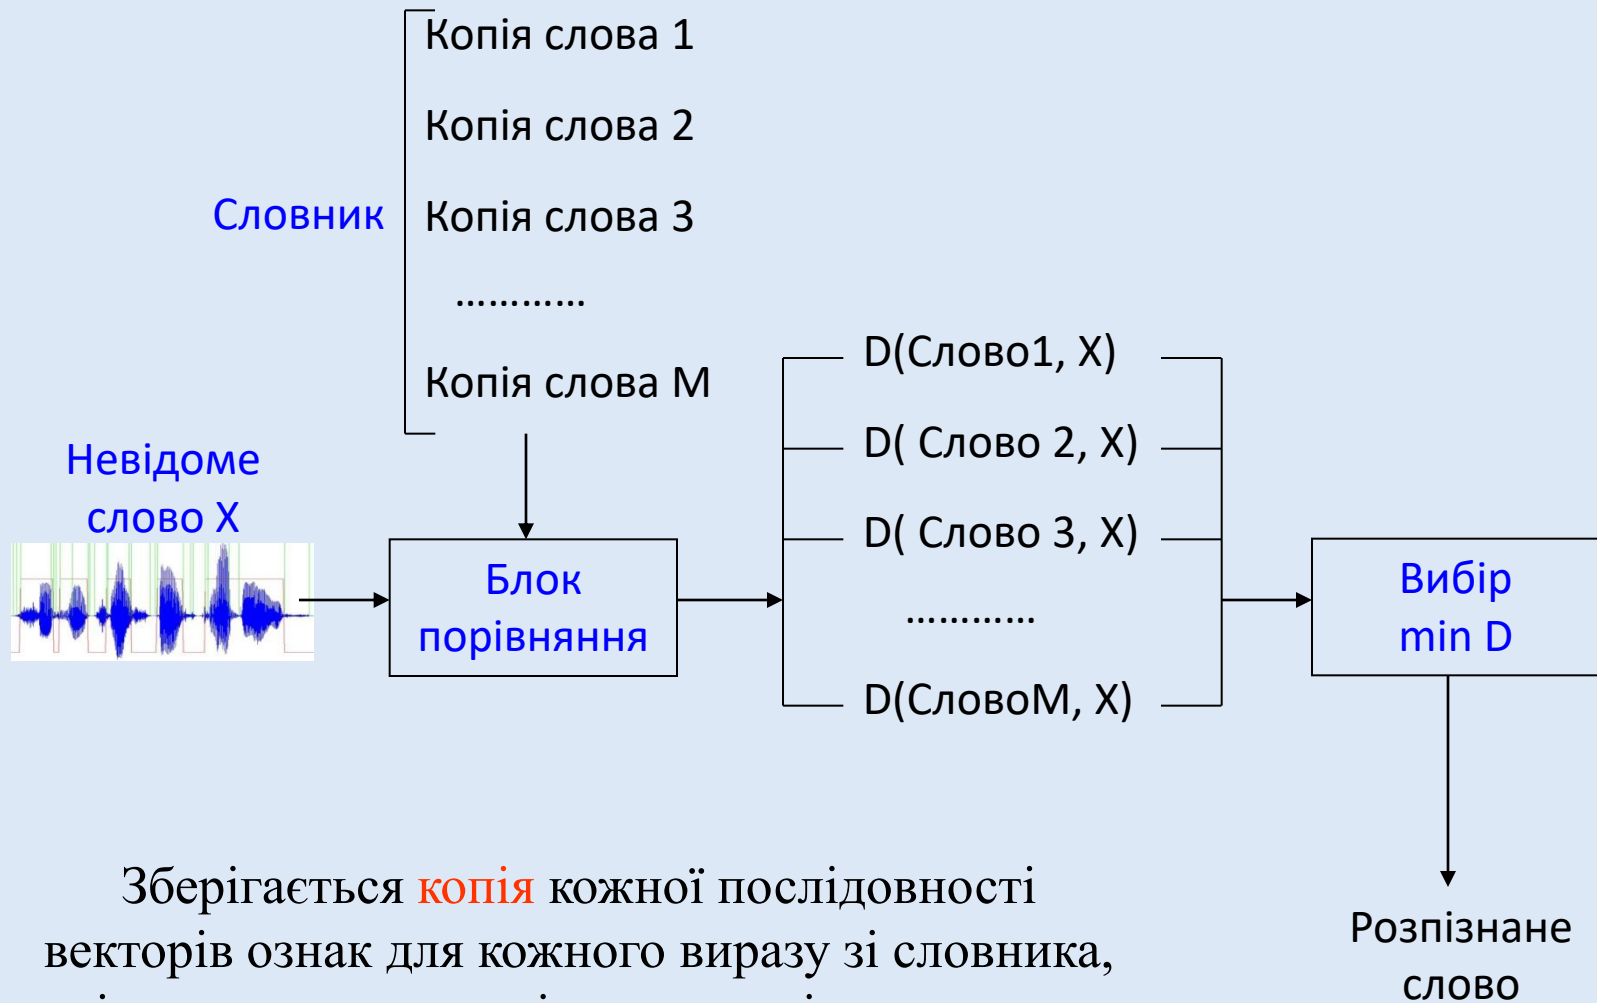 Копія слова 1
Копія слова 2
Словник
Копія слова 3
…………
Копія слова М
Невідоме
слово Х
Блок
порівняння
D(Слово1, Х)
D( Слово 2, Х)
D( Слово 3, Х)
…………
D(СловоМ, Х)
Вибір
min D
Розпізнане
слово
Зберігається копія кожної послідовності
векторів ознак для кожного виразу зі словника,